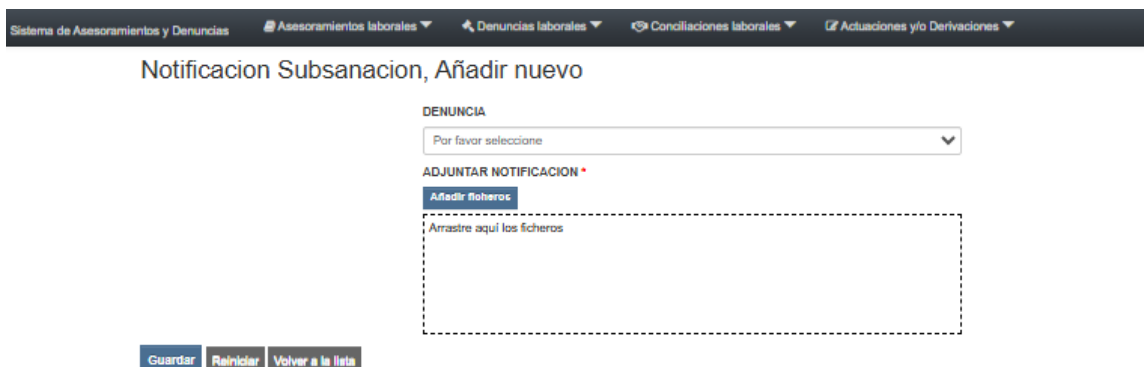 Sistema de Asesoramientos y Denuncias Asesoramientos laborales Denuncias laborales Conciliaciones laborales Actuaciones y/o Derivaciones
Notificacion Subsanacion, Añadir nuevo
DENUNCIA
Por favor seleccione
ADJUNTAR NOTIFICACION *
Añadir ficheros
Arrastre aquí los ficheros
Guardar Reiniciar Volver a la lista